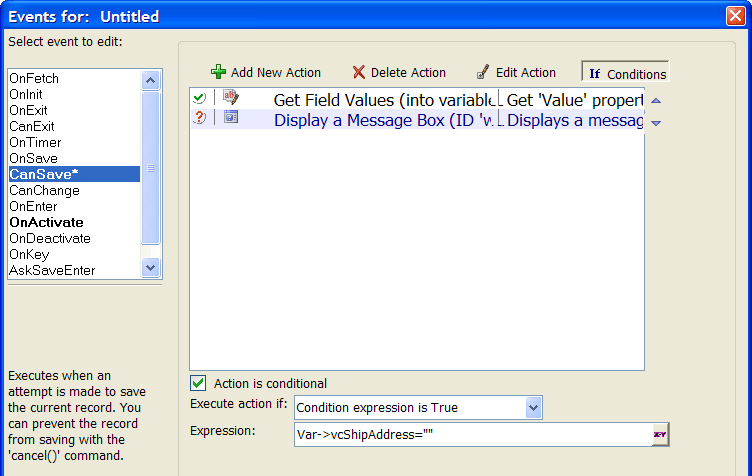 Events for: Untitled
Select event to edit:
Add New Action Delete Action Edit Action If Conditions
OnFetch
OnInit
OnExit
CanExit
OnTimer
OnSave
CanSave*
CanChange
OnEnter
OnActivate
OnDeactivate
OnKey
AskSaveEnter
Get Field Values (into variable Get 'Value' propert
Display a Message Box (ID 'w Displays a messag
Executes when an
attempt is made to save
the current record. You
can prevent the record
from saving with the
'cancel()' command.
Action is conditional
Execute action if: Condition expression is True
Expression: Var->vcShipAddress="" X-Y